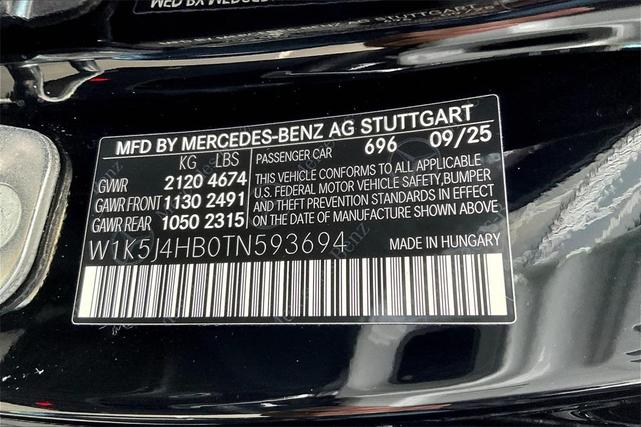 MFD BY MERCEDES-BENZ AG STUTTGART
KG LBS
GVWR 2120 4674
GAWR FRONT 1130 2491
GAWR REAR 1050 2315
PASSENGER CAR 696 09/25
THIS VEHICLE CONFORMS TO ALL APPLICABLE
U.S. FEDERAL MOTOR VEHICLE SAFETY,BUMPER
AND THEFT PREVENTION STANDARDS IN EFFECT
ON THE DATE OF MANUFACTURE SHOWN ABOVE.
W1K5J4HB0TN593694
MADE IN HUNGARY